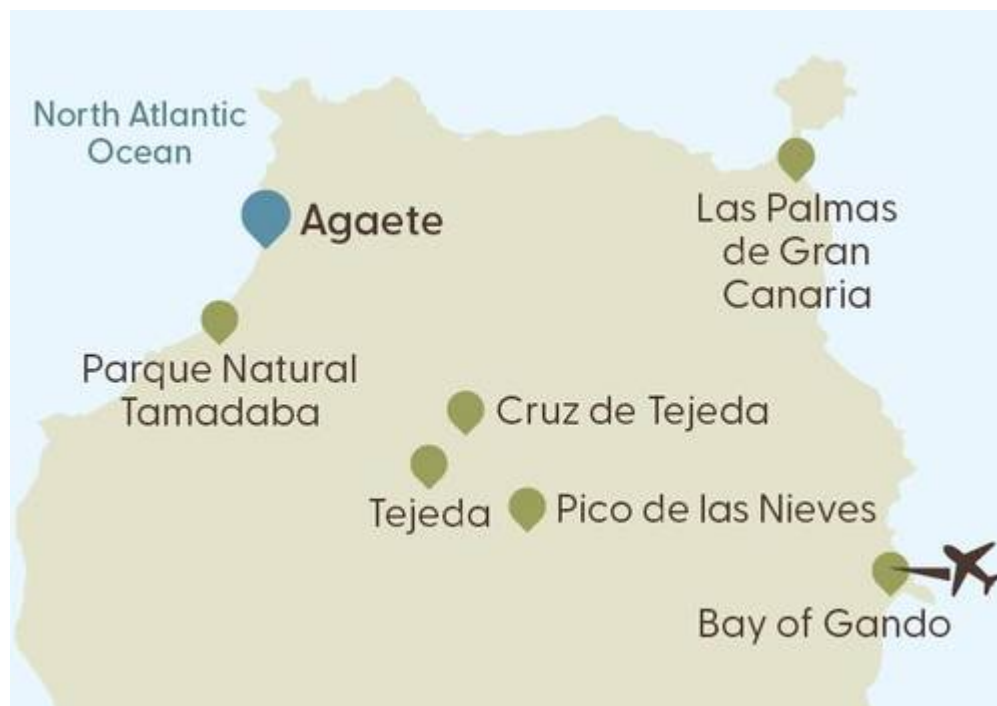 North Atlantic
Ocean
Agaete
Las Palmas
de Gran
Canaria
Parque Natural
Tamadaba
Cruz de Tejeda
Tejeda
Pico de las Nieves
Bay of Gando